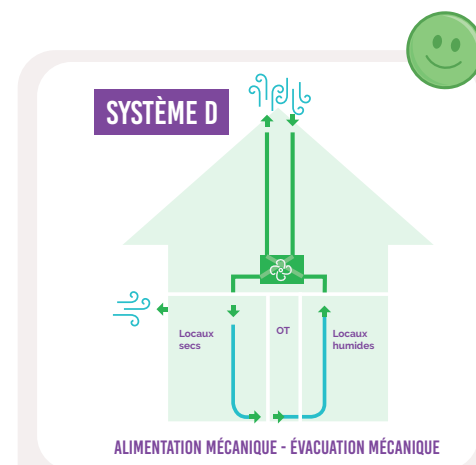 SYSTÈME D
Locaux
secs
OT
Locaux
humides
ALIMENTATION MÉCANIQUE - ÉVACUATION MÉCANIQUE